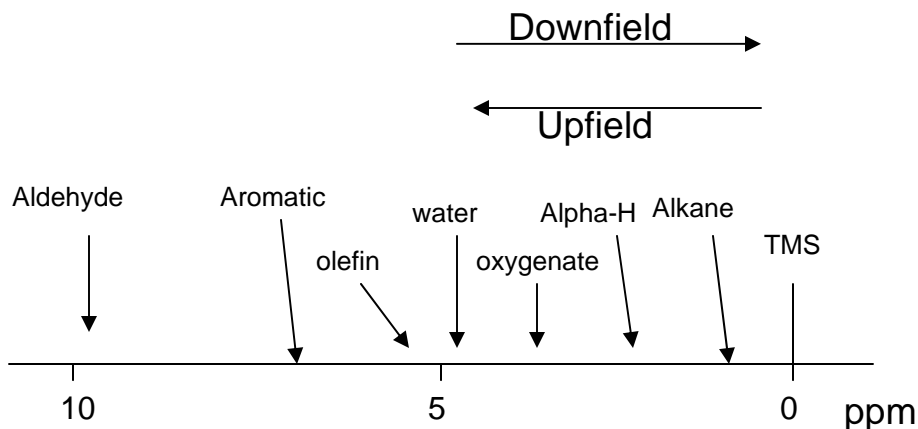 Downfield
Upfield
Aldehyde
Aromatic
water
Alpha-H
Alkane
olefin
oxygenate
TMS
10
5
0
ppm